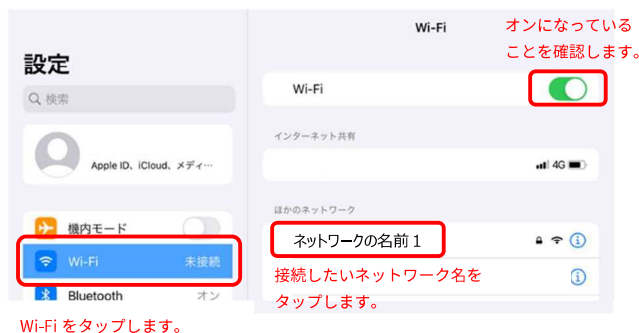 Wi-Fi
オンになっている
ことを確認します。
設定
検索
Wi-Fi
インターネット共有
Apple ID、iCloud、メディ…
4G
ほかのネットワーク
機内モード
ネットワークの名前１
Wi-Fi 未接続
接続したいネットワーク名を
タップします。
Bluetooth オン
Wi-Fi をタップします。